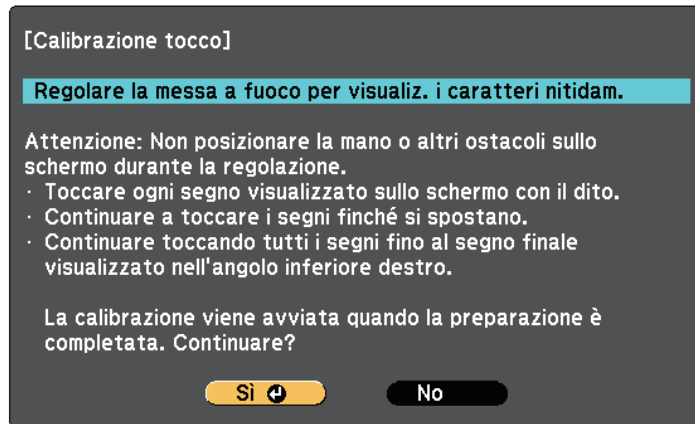 [Calibrazione tocco]
Regolare la messa a fuoco per visualiz. i caratteri nitidam.
Attenzione: Non posizionare la mano o altri ostacoli sullo
schermo durante la regolazione.
· Toccare ogni segno visualizzato sullo schermo con il dito.
· Continuare a toccare i segni finché si spostano.
· Continuare toccando tutti i segni fino al segno finale
visualizzato nell'angolo inferiore destro.
La calibrazione viene avviata quando la preparazione è
completata. Continuare?
Sì No